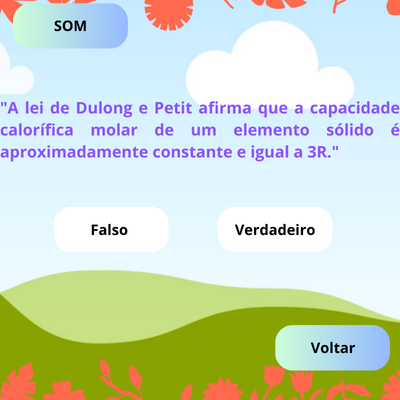 SOM
"A lei de Dulong e Petit afirma que a capacidade
calorífica molar de um elemento sólido é
aproximadamente constante e igual a 3R."
Falso
Verdadeiro
Voltar